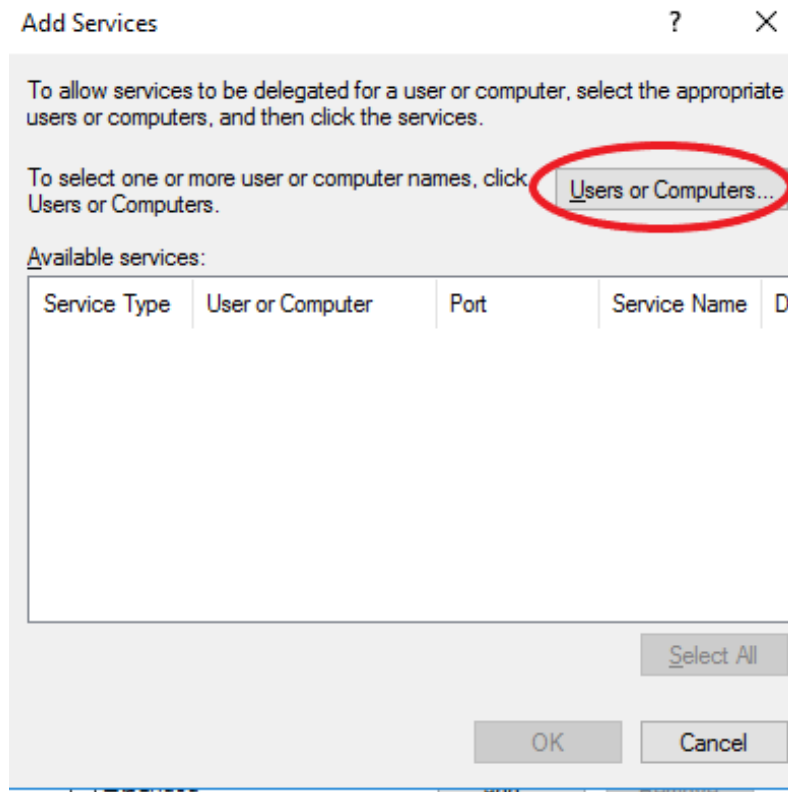 Add Services ?
To allow services to be delegated for a user or computer, select the appropriate
users or computers, and then click the services.
To select one or more user or computer names, click
Users or Computers.
Users or Computers...
Available services:
Service Type User or Computer Port Service Name D
Select All
OK Cancel